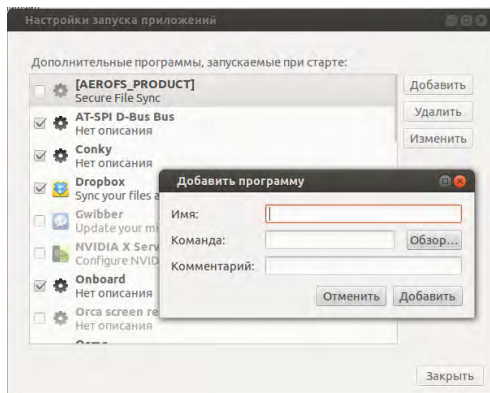 Настройки запуска приложений
Дополнительные программы, запускаемые при старте:
[AEROFS_PRODUCT]
Secure File Sync
AT-SPI D-Bus Bus
Нет описания
Conky
Нет описания
Dropbox
Sync your files a
Gwibber
Update your mi
NVIDIA X Serv
Configure NVID
Onboard
Нет описания
Orca screen re
Нет описания
Добавить
Удалить
Изменить
Добавить программу
Имя:
Команда:
Обзор...
Комментарий:
Отменить
Добавить
Закрыть